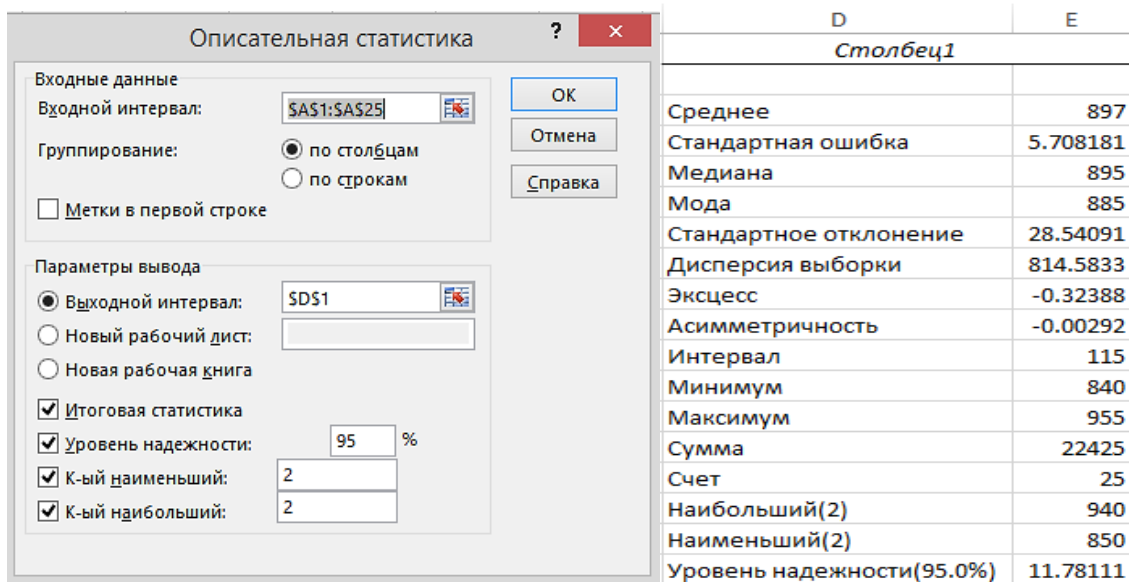 Описательная статистика
?
×
Входные данные
Входной интервал:
$A$1:$A$25
Группирование:
по столбцам
по строкам
Метки в первой строке
ОК
Отмена
Справка
Параметры вывода
Выходной интервал:
$D$1
Новый рабочий лист:
Новая рабочая книга
Итоговая статистика
Уровень надежности:
95 %
К-ый наименьший:
2
К-ый наибольший:
2
D E
Столбец1
Среднее 897
Стандартная ошибка 5.708181
Медиана 895
Мода 885
Стандартное отклонение 28.54091
Дисперсия выборки 814.5833
Эксцесс -0.32388
Асимметричность -0.00292
Интервал 115
Минимум 840
Максимум 955
Сумма 22425
Счет 25
Наибольший(2) 940
Наименьший(2) 850
Уровень надежности(95.0%) 11.78111